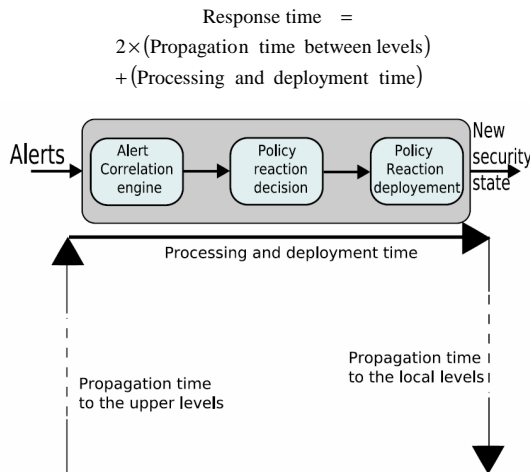 Response time =
2×(Propagation time between levels)
+(Processing and deployment time)
Alerts
Alert
Correlation
engine
Policy
reaction
decision
Policy
Reaction
deployement
New
security
state
Processing and deployment time
Propagation time
to the upper levels
Propagation time
to the local levels